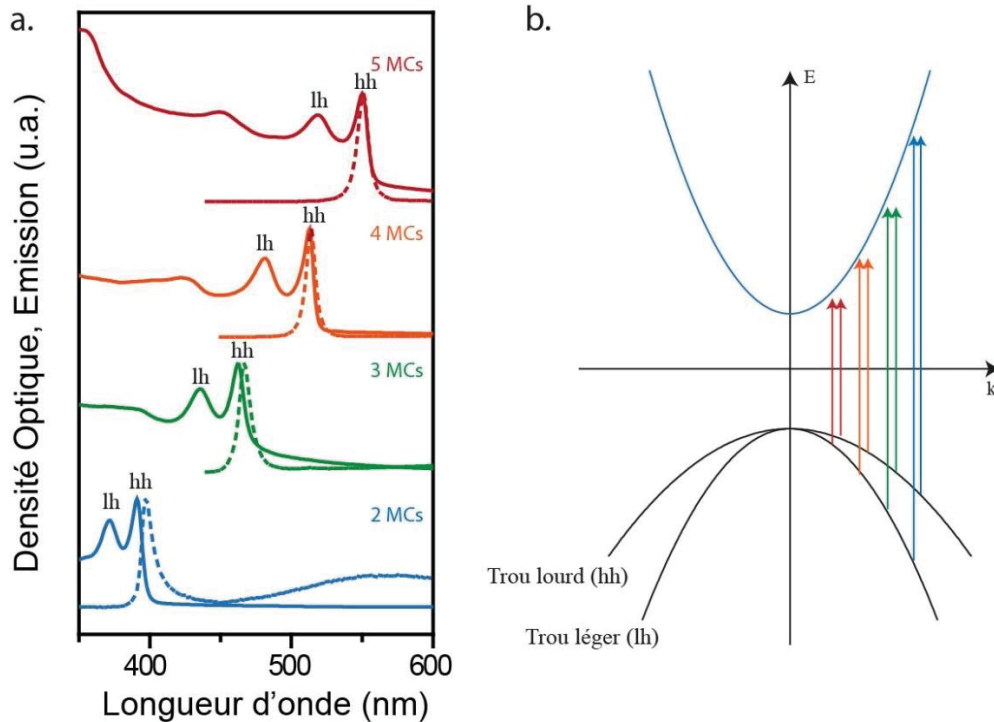 a.
5 MCs
lh
hh
4 MCs
lh
hh
3 MCs
lh
hh
2 MCs
lh
hh
400
500
600
Longueur d'onde (nm)
Densité Optique, Emission (u.a.)
b.
E
k
Trou lourd (hh)
Trou léger (lh)